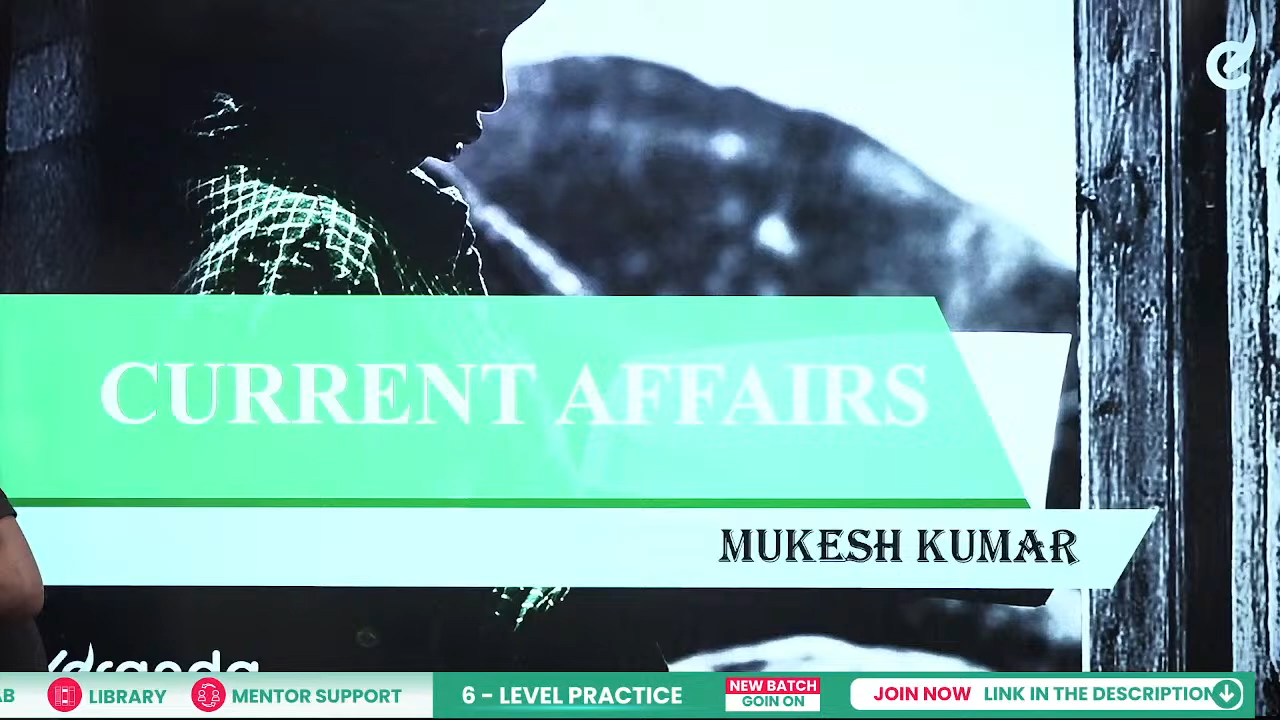 CURRENT AFFAIRS
MUKESH KUMAR
AB LIBRARY MENTOR SUPPORT 6 - LEVEL PRACTICE NEW BATCH
GOIN ON
JOIN NOW LINK IN THE DESCRIPTION